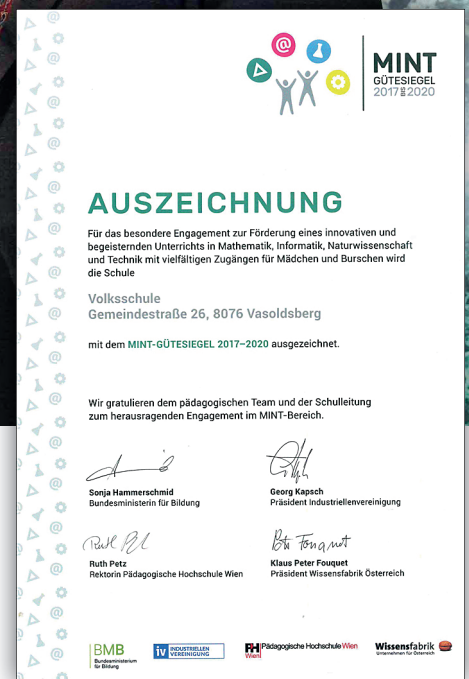 MINT
GÜTESIEGEL
2017 BIS 2020
AUSZEICHNUNG
Für das besondere Engagement zur Förderung eines innovativen und
begeisternden Unterrichts in Mathematik, Informatik, Naturwissenschaft
und Technik mit vielfältigen Zugängen für Mädchen und Burschen wird
die Schule
Volksschule
Gemeindestraße 26, 8076 Vasoldsberg
mit dem MINT-GÜTESIEGEL 2017–2020 ausgezeichnet.
Wir gratulieren dem pädagogischen Team und der Schulleitung
zum herausragenden Engagement im MINT-Bereich.
Sonja Hammerschmid
Bundesministerin für Bildung
Georg Kapsch
Präsident Industriellenvereinigung
Ruth Petz
Rektorin Pädagogische Hochschule Wien
Klaus Peter Fouquet
Präsident Wissensfabrik Österreich
BMB
Bundesministerium
für Bildung
iv INDUSTRIELLEN
VEREINIGUNG
PH Pädagogische Hochschule Wien
Wien
Wissensfabrik
Unternehmen für Österreich